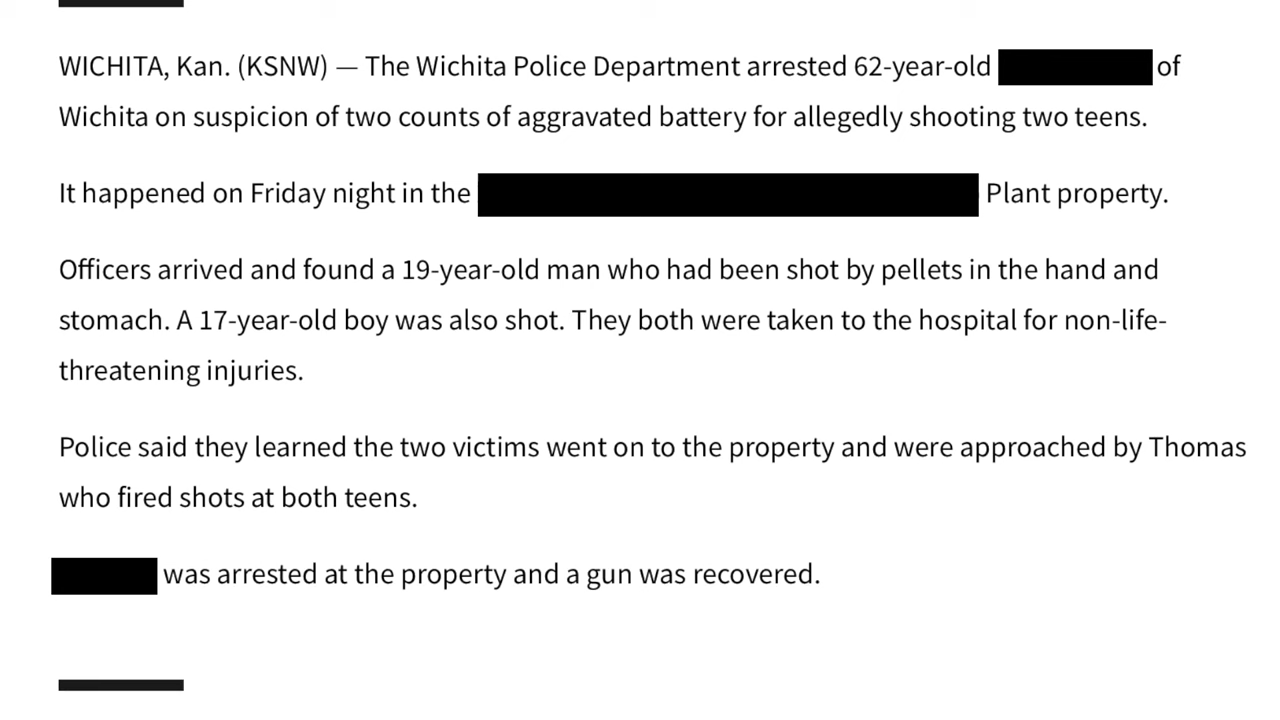 WICHITA, Kan. (KSNW) — The Wichita Police Department arrested 62-year-old of
Wichita on suspicion of two counts of aggravated battery for allegedly shooting two teens.
It happened on Friday night in the Plant property.
Officers arrived and found a 19-year-old man who had been shot by pellets in the hand and
stomach. A 17-year-old boy was also shot. They both were taken to the hospital for non-life-
threatening injuries.
Police said they learned the two victims went on to the property and were approached by Thomas
who fired shots at both teens.
was arrested at the property and a gun was recovered.